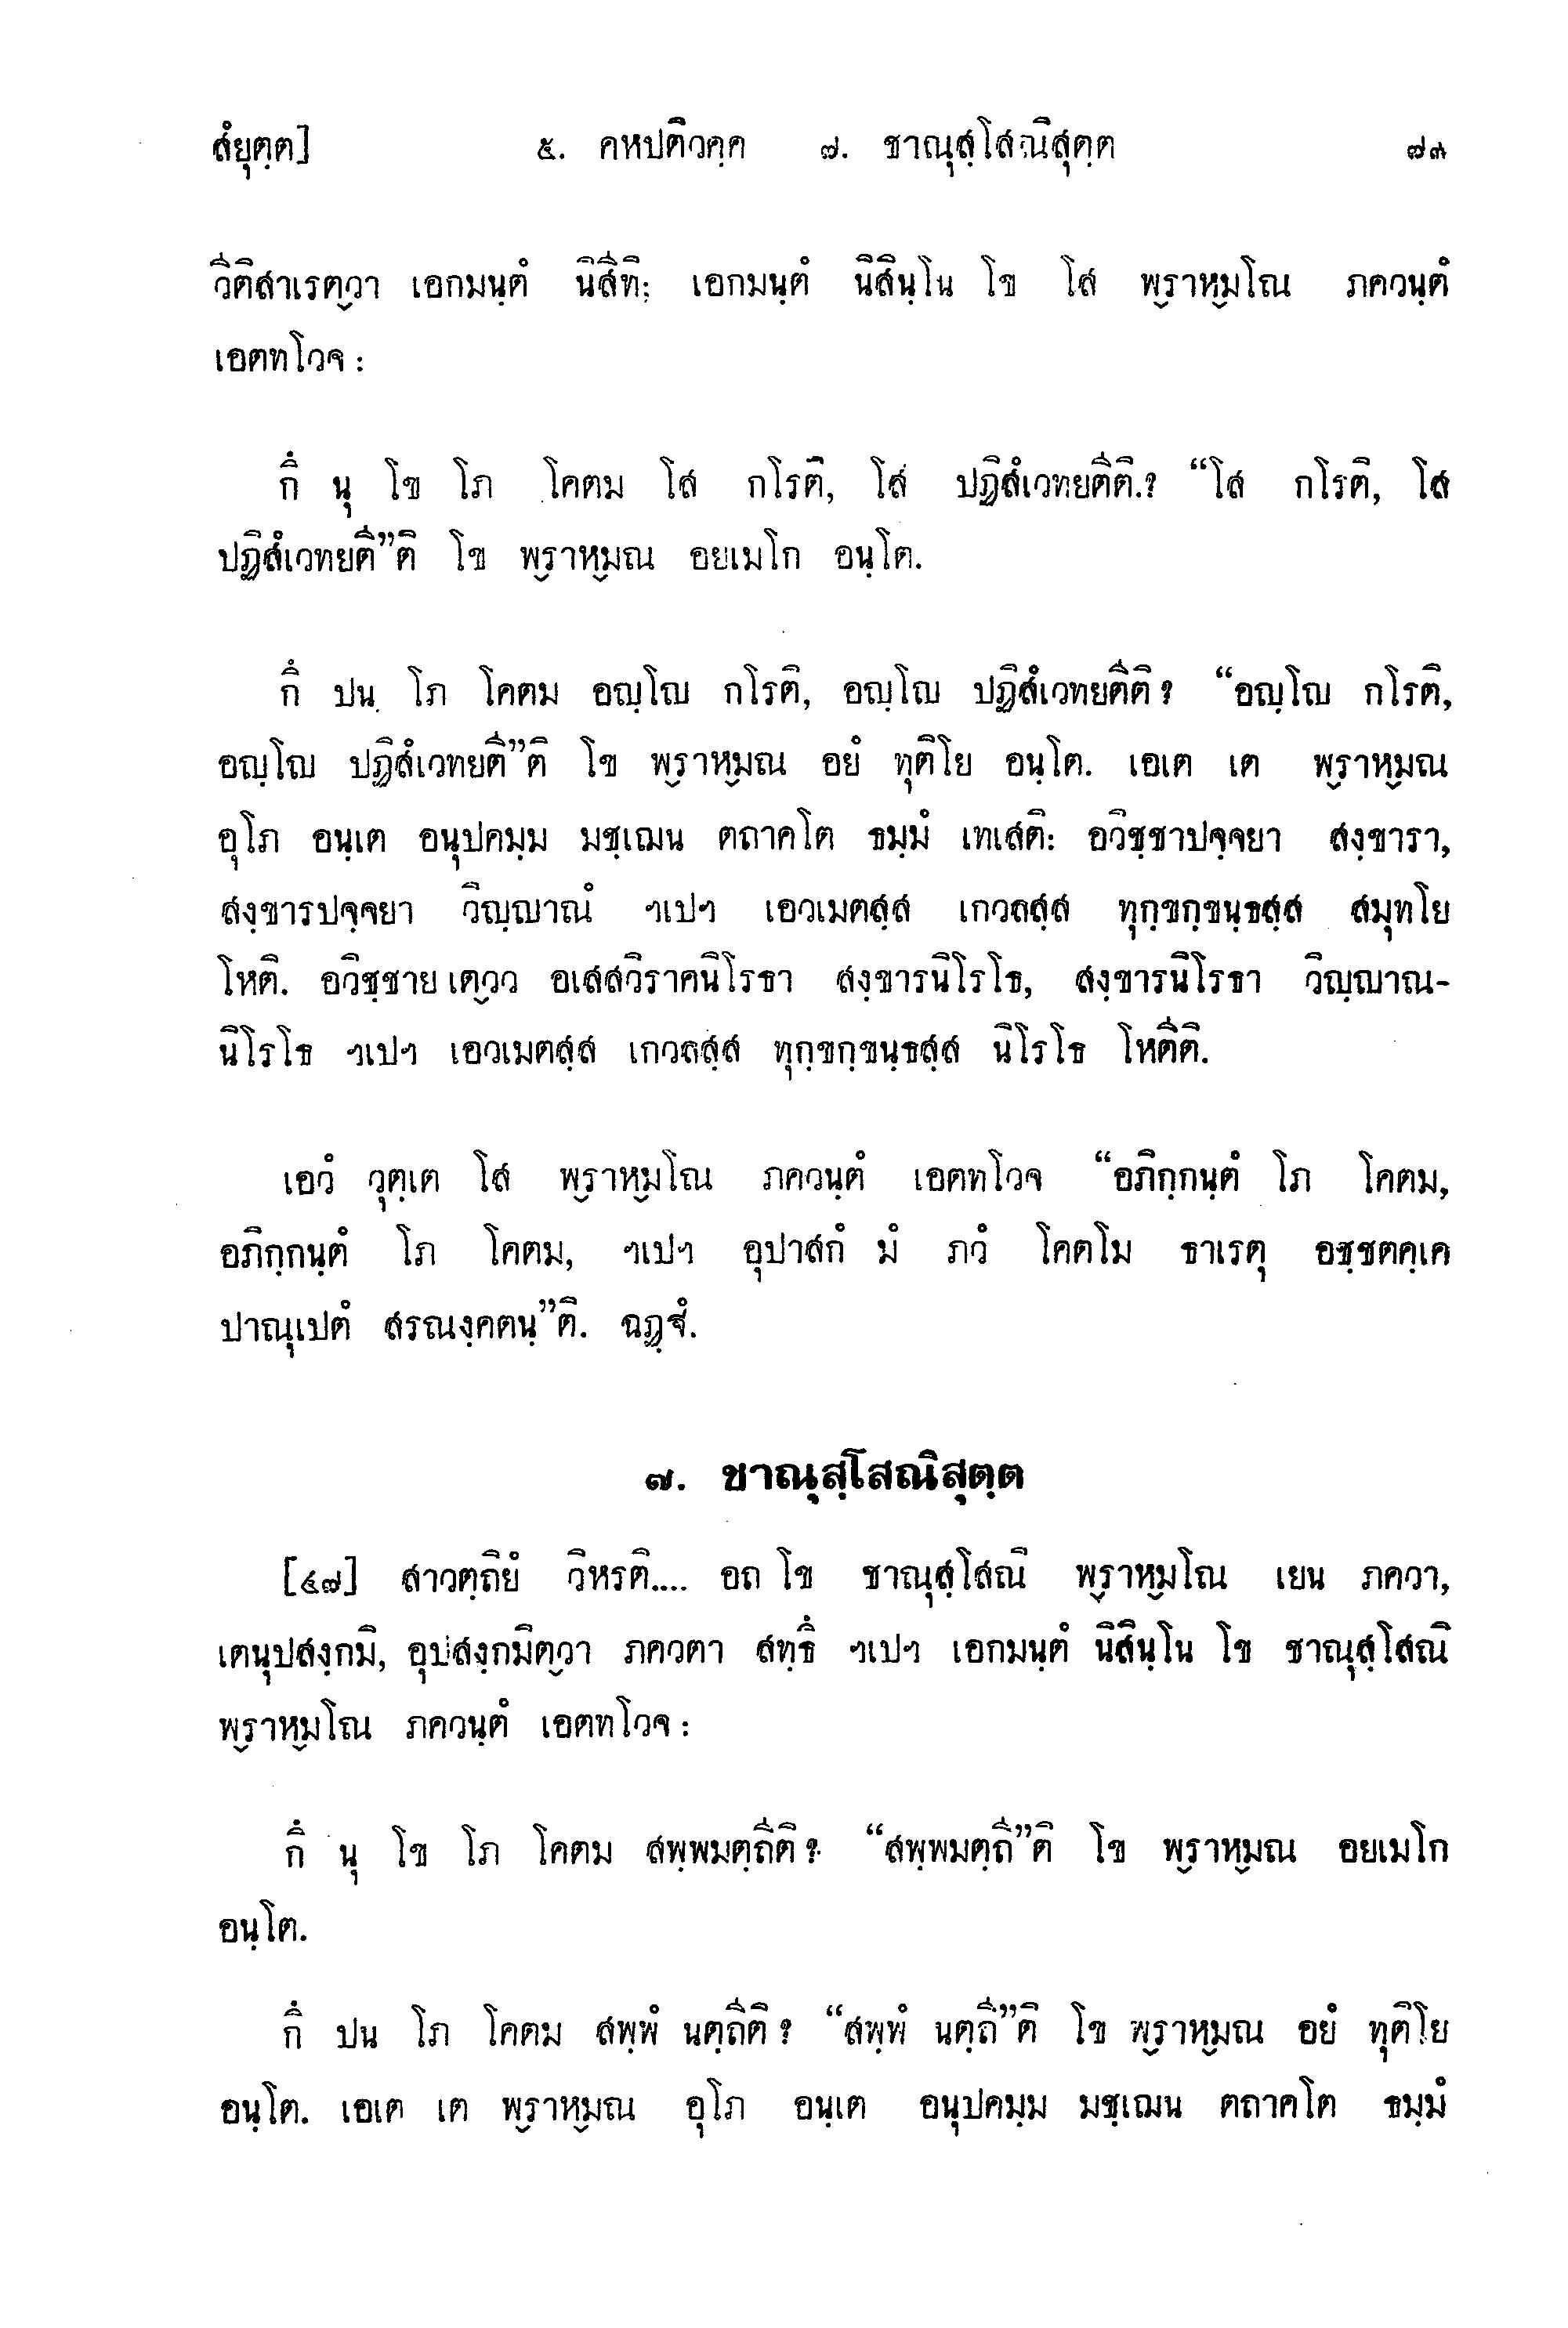 สํยุตฺต]	๕. คหปติวคฺค	๗. ชาณุสฺโสณิสุตฺต	๗๙
วีติสาเรตฺวา เอกมนฺตํ นิสีทิ; เอกมนฺตํ นิสินฺโน โข โส พฺราหฺมโณ ภควนฺตํ
เอตทโวจ :
กึ นุ โข โภ โคตม โส กโรติ, โส ปฏิสํเวทยตีติ.? “โส กโรติ, โส
ปฏิสํเวทยตี”ติ โข พฺราหฺมณ อยเมโก อนฺโต.
กึ ปน โภ โคตม อญฺโญ กโรติ, อญฺโญ ปฏิสํเวทยตีติ ? “อญฺโญ กโรติ,
อญฺโญ ปฏิสํเวทยตี”ติ โข พฺราหฺมณ อยํ ทุติโย อนฺโต. เอเต เต พฺราหฺมณ
อุโภ อนฺเต อนุปคมฺม มชฺเฌน ตถาคโต ธมฺมํ เทเสติ: อวิชฺชาปจฺจยา สงฺขารา,
สงฺขารปจฺจยา วิญฺญาณํ ฯเปฯ เอวเมตสฺส เกวลสฺส ทุกฺขกฺขนฺธสฺส สมุทโย
โหติ. อวิชฺชาย เตฺวว อเสสวิราคนิโรธา สงฺขารนิโรโธ, สงฺขารนิโรธา วิญฺญาณ-
นิโรโธ ฯเปฯ เอวเมตสฺส เกวลสฺส ทุกฺขกฺขนฺธสฺส นิโรโธ โหตีติ.
เอวํ วุตฺเต โส พฺราหฺมโณ ภควนฺตํ เอตทโวจ “อภิกฺกนฺตํ โภ โคตม,
อภิกฺกนฺตํ โภ โคตม, ฯเปฯ อุปาสกํ มํ ภวํ โคตโม ธาเรตุ อชฺชตคฺเค
ปาณุเปตํ สรณงฺคตนฺ”ติ. ฉฏฺฐํ.
๗. ชาณุสฺโสณิสุตฺต
[๔๗] สาวตฺถิยํ วิหรติ.... อถ โข ชาณุสฺโสณิ พฺราหฺมโณ เยน ภควา,
เตนุปสงฺกมิ, อุปสงฺกมิตฺวา ภควตา สทฺธึ ฯเปฯ เอกมนฺตํ นิสินฺโน โข ชาณุสฺโสณิ
พฺราหฺมโณ ภควนฺตํ เอตทโวจ :
กึ นุ โข โภ โคตม สพฺพมตฺถีติ ? “สพฺพมตฺถี”ติ โข พฺราหฺมณ อยเมโก
อนฺโต.
กึ ปน โภ โคตม สพฺพํ นตฺถีติ ? “สพฺพํ นตฺถี”ติ โข พฺราหฺมณ อยํ ทุติโย
อนฺโต. เอเต เต พฺราหฺมณ อุโภ อนฺเต อนุปคมฺม มชฺเฌน ตถาคโต ธมฺมํ